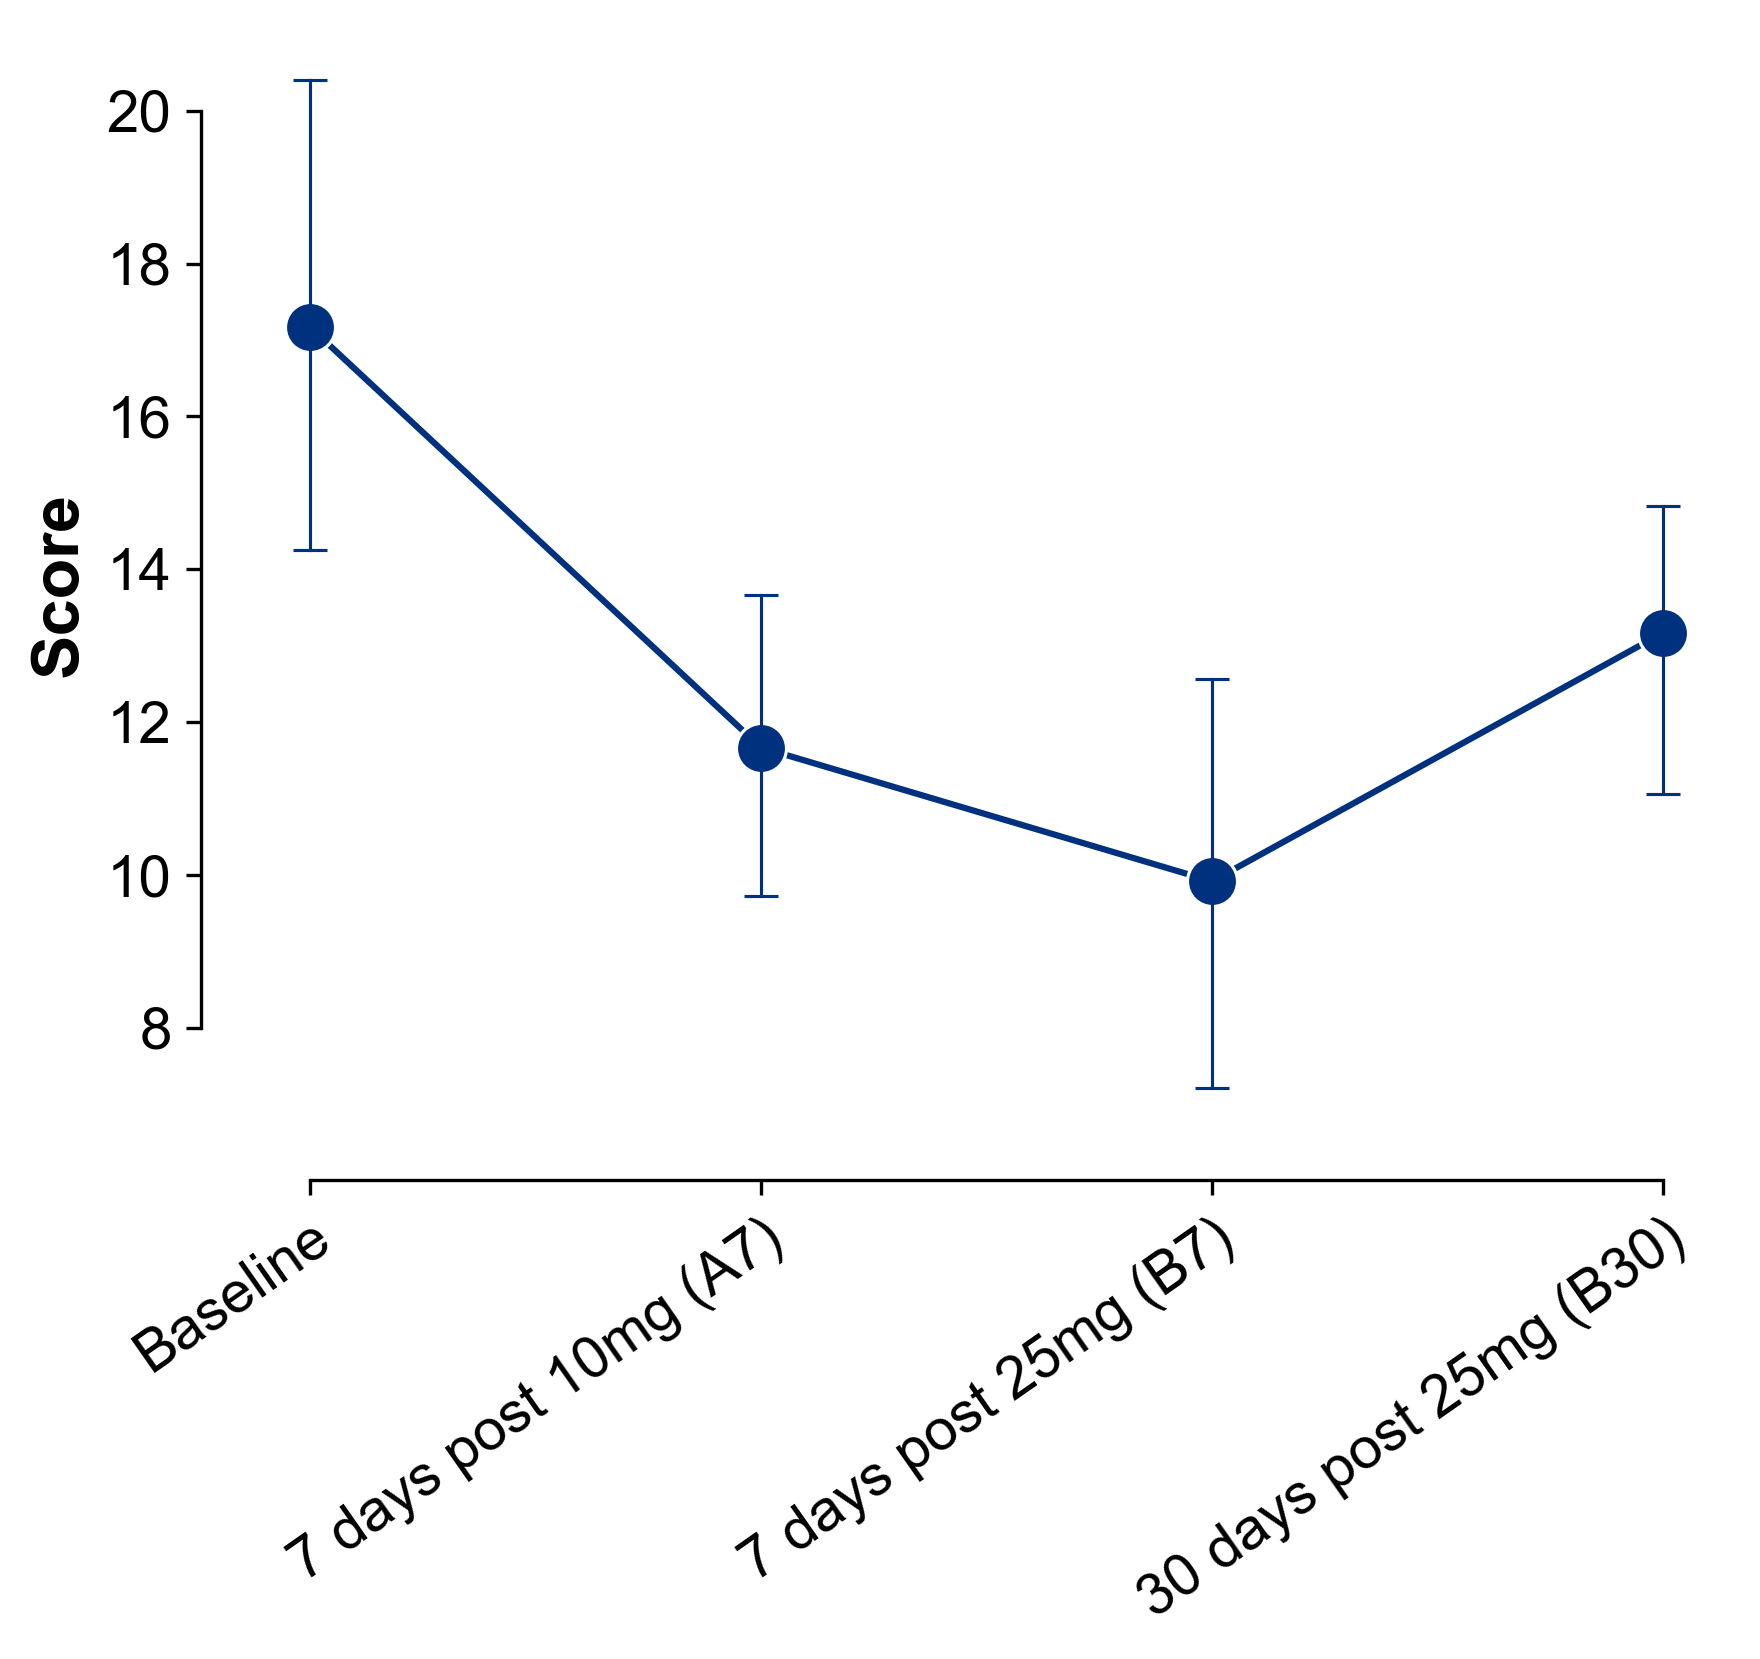 Score
20
18
16
14
12
10
8
Baseline
7 days post 10mg (A7)
7 days post 25mg (B7)
30 days post 25mg (B30)